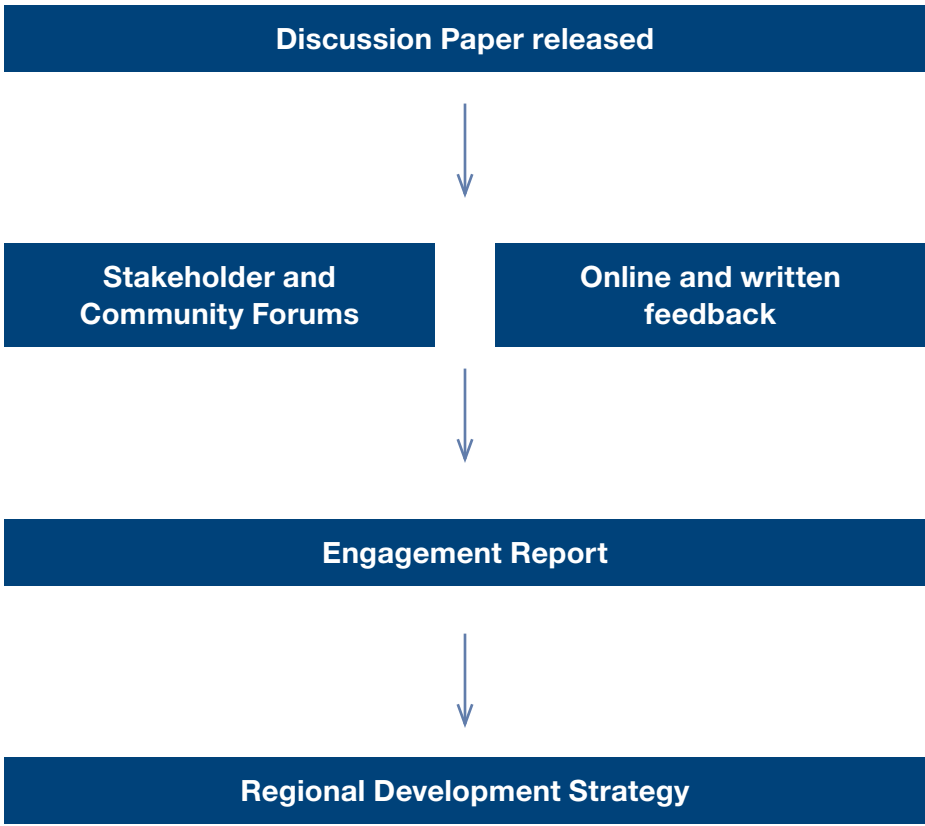 Discussion Paper released
Stakeholder and
Community Forums
Online and written
feedback
Engagement Report
Regional Development Strategy